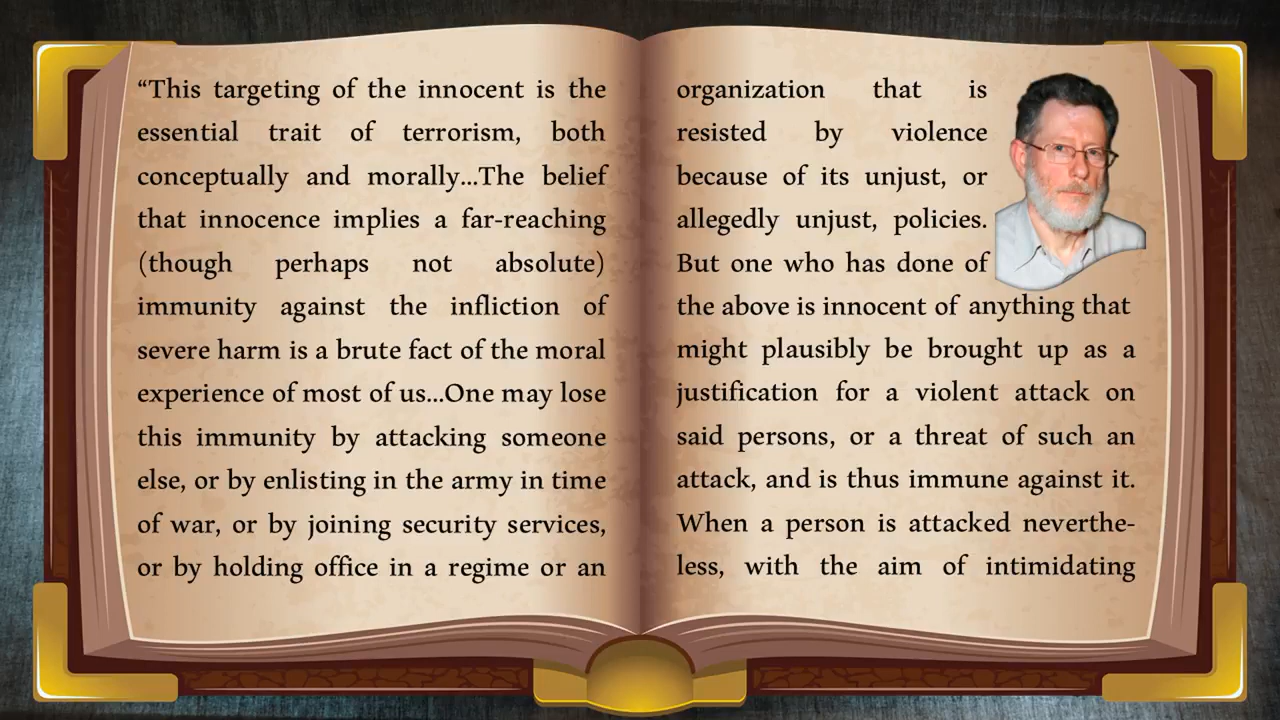 “This targeting of the innocent is the
essential trait of terrorism, both
conceptually and morally...The belief
that innocence implies a far-reaching
(though perhaps not absolute)
immunity against the infliction of
severe harm is a brute fact of the moral
experience of most of us...One may lose
this immunity by attacking someone
else, or by enlisting in the army in time
of war, or by joining security services,
or by holding office in a regime or an
organization that is
resisted by violence
because of its unjust, or
allegedly unjust, policies.
But one who has done of
the above is innocent of anything that
might plausibly be brought up as a
justification for a violent attack on
said persons, or a threat of such an
attack, and is thus immune against it.
When a person is attacked neverthe-
less, with the aim of intimidating